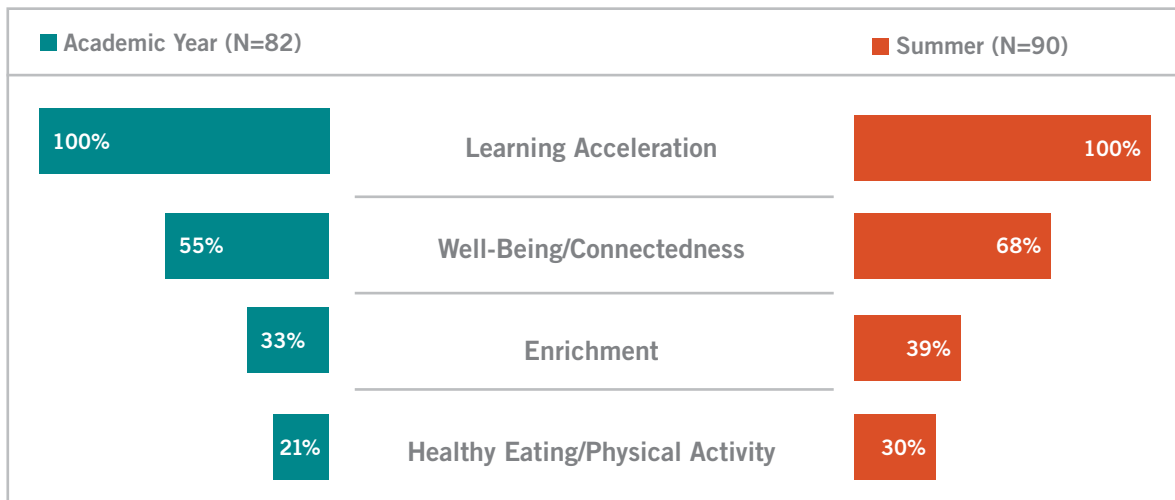 Academic Year (N=82)
Summer (N=90)
100%
Learning Acceleration
100%
55%
Well-Being/Connectedness
68%
33%
Enrichment
39%
21%
Healthy Eating/Physical Activity
30%